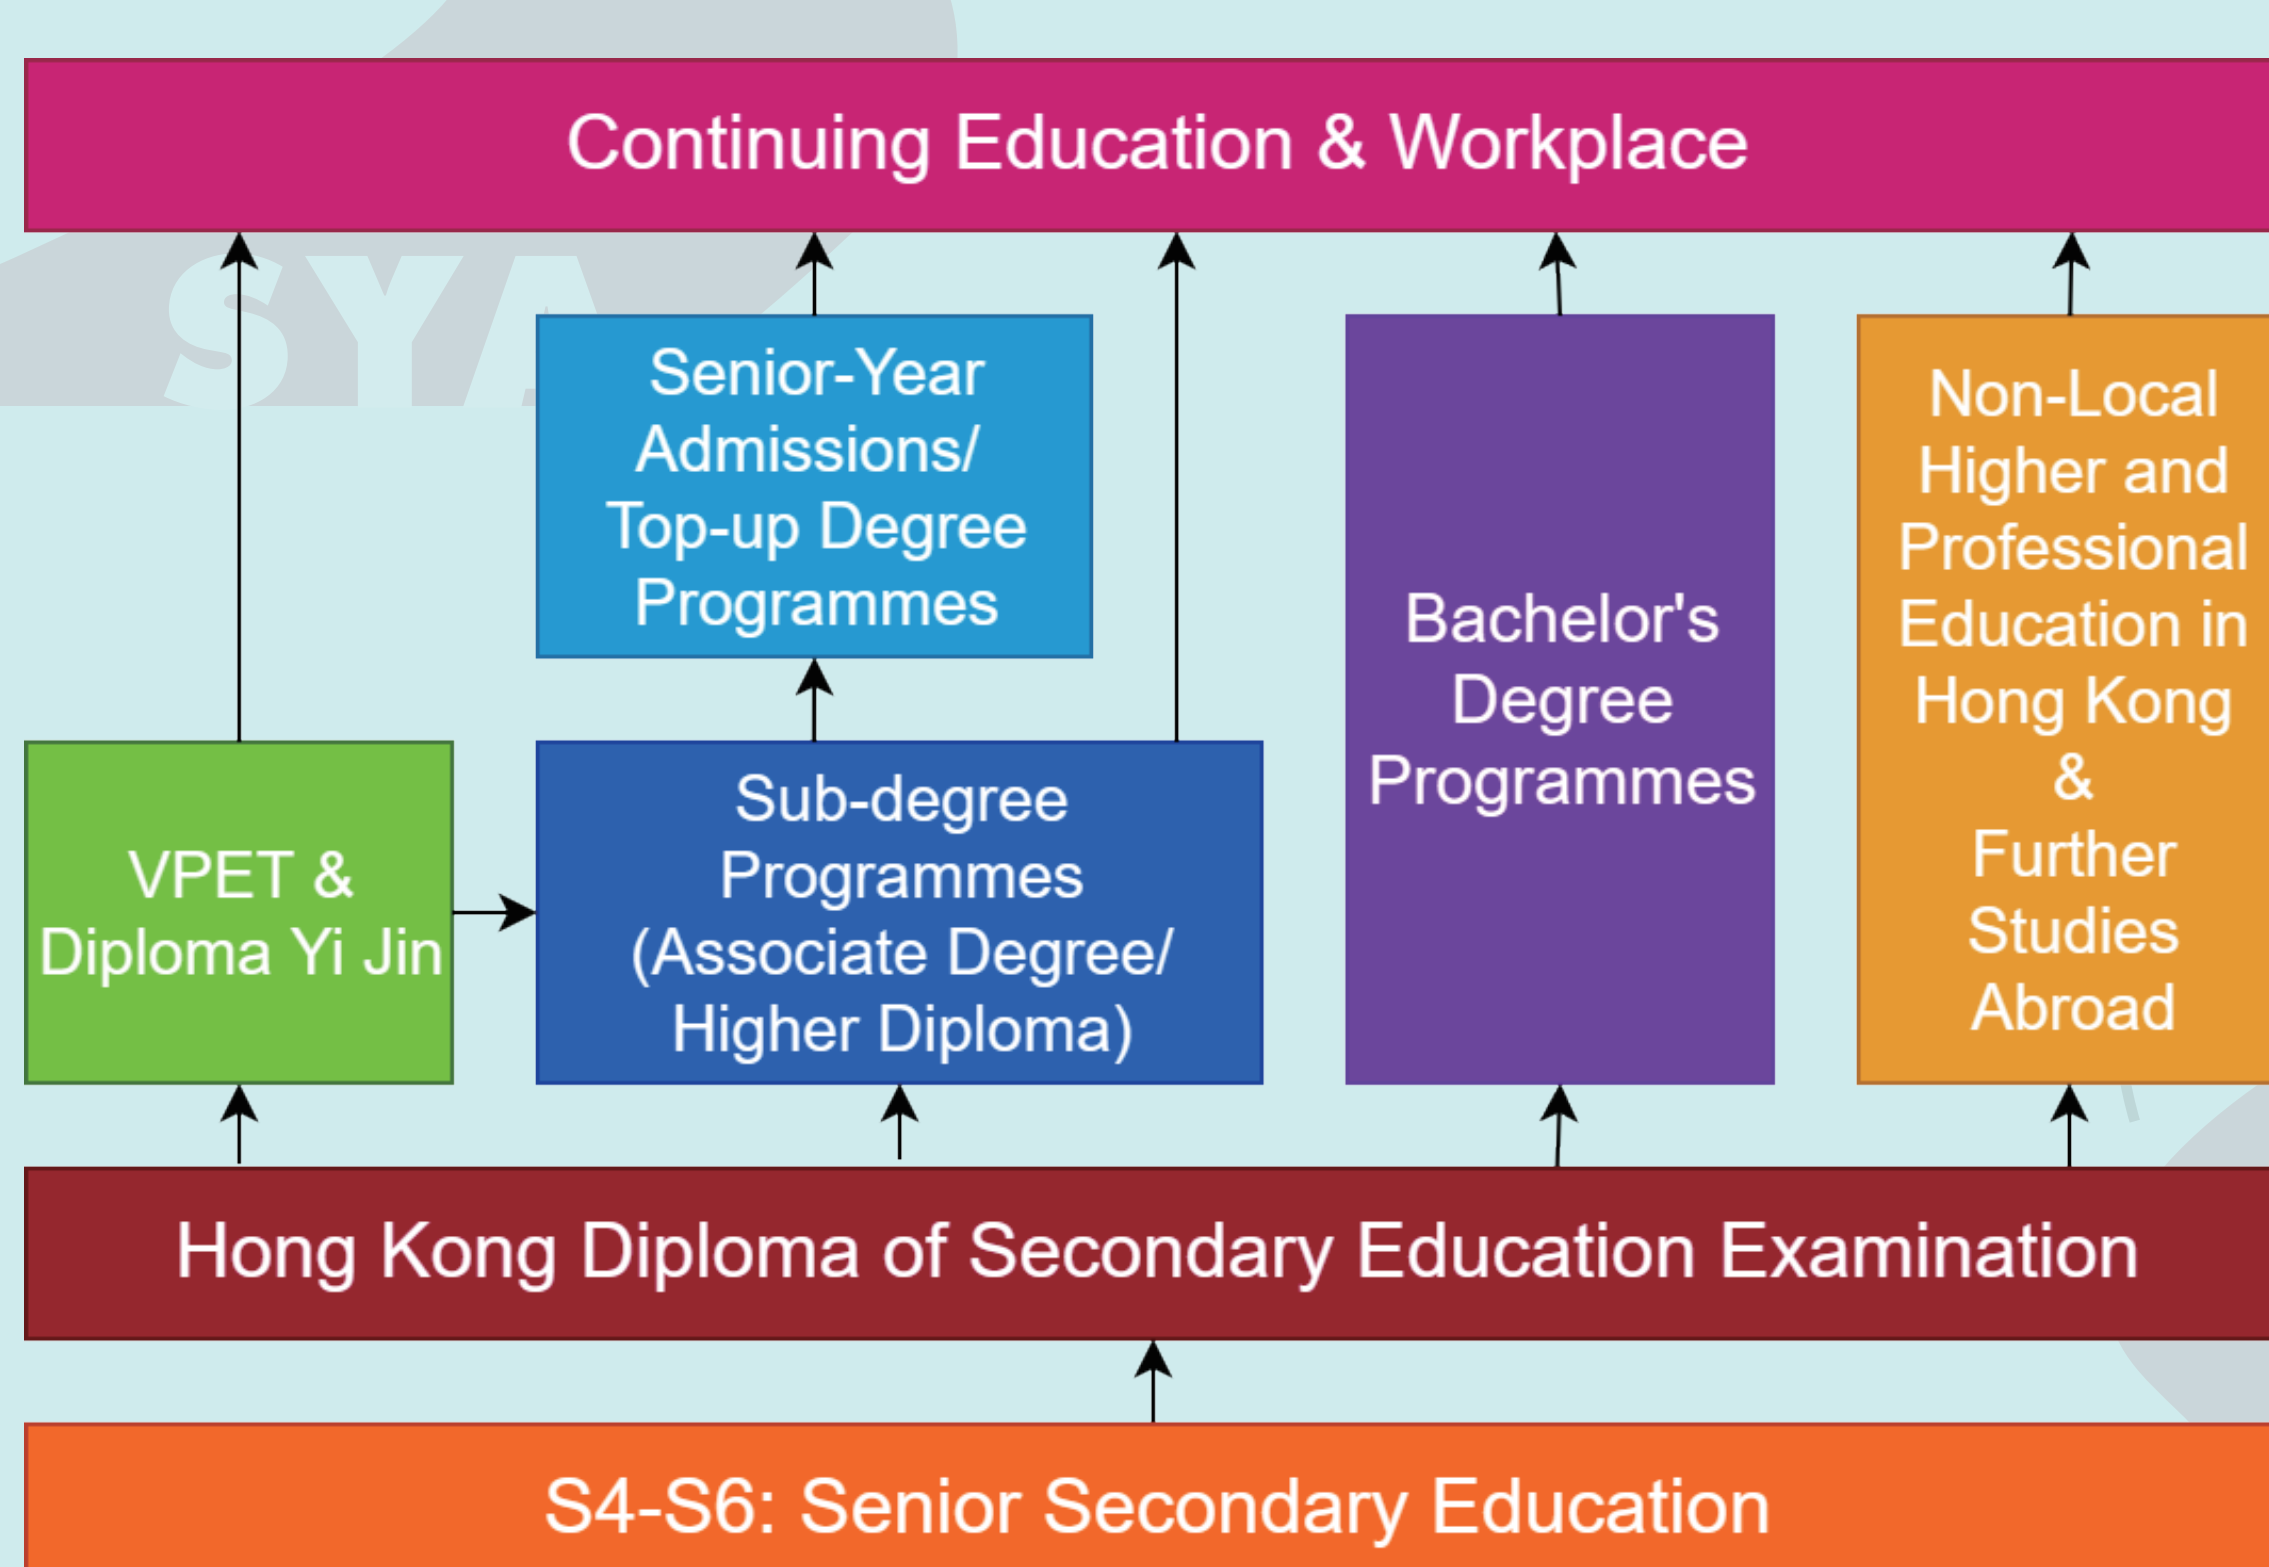 Continuing Education & Workplace
SYA
Senior-Year
Admissions/
Top-up Degree
Programmes
VPET &
Diploma Yi Jin
Sub-degree
Programmes
(Associate Degree/
Higher Diploma)
Bachelor's
Degree
Programmes
Non-Local
Higher and
Professional
Education in
Hong Kong
&
Further
Studies
Abroad
Hong Kong Diploma of Secondary Education Examination
S4-S6: Senior Secondary Education